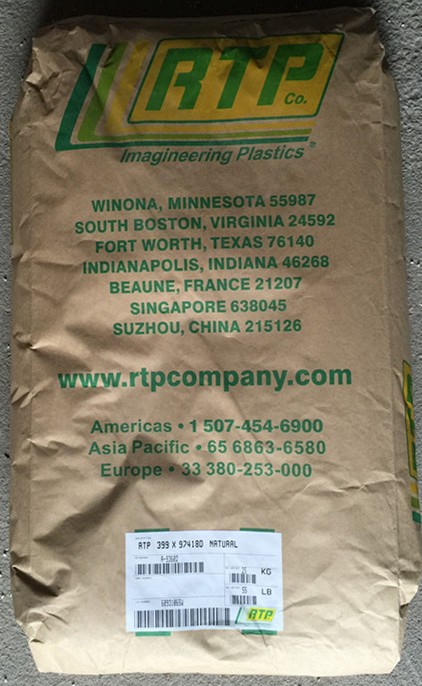 RTP
Co.
Imagineering Plastics®
WINONA, MINNESOTA 55987
SOUTH BOSTON, VIRGINIA 24592
FORT WORTH, TEXAS 76140
INDIANAPOLIS, INDIANA 46268
BEAUNE, FRANCE 21207
SINGAPORE 638045
SUZHOU, CHINA 215126
www.rtpcompany.com
Americas • 1 507-454-6900
Asia Pacific • 65 6863-6580
Europe • 33 380-253-000
RTP 399 X 97418D NATURAL
25 KG
55 LB
RTP